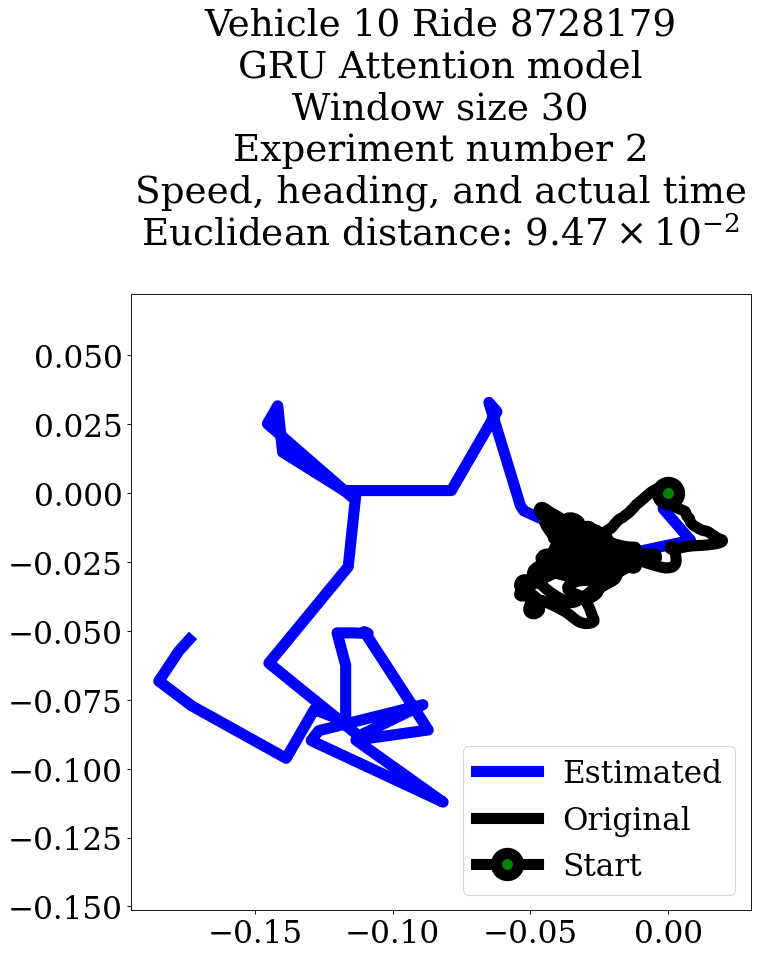 Vehicle 10 Ride 8728179
GRU Attention model
Window size 30
Experiment number 2
Speed, heading, and actual time
Euclidean distance: 9.47 × 10⁻²
0.050
0.025
0.000
−0.025
−0.050
−0.075
−0.100
−0.125
−0.150
Estimated
Original
Start
−0.15 −0.10 −0.05 0.00